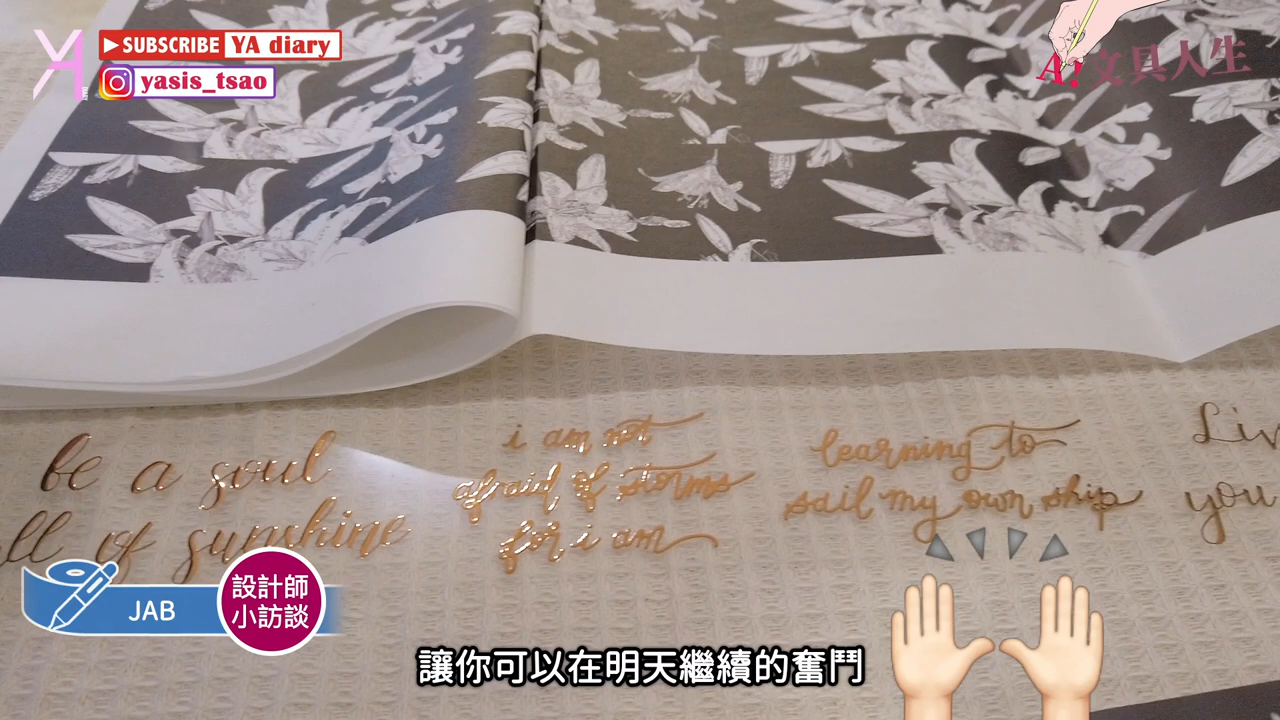 SUBSCRIBE YA diary
yasis_tsao
A! 文具人生
be a soul
ll of sunshine
i am not
afraid of storms
for i am
learning to
sail my own ship
Liv
you
JAB
設計師
小訪談
讓你可以在明天繼續的奮鬥